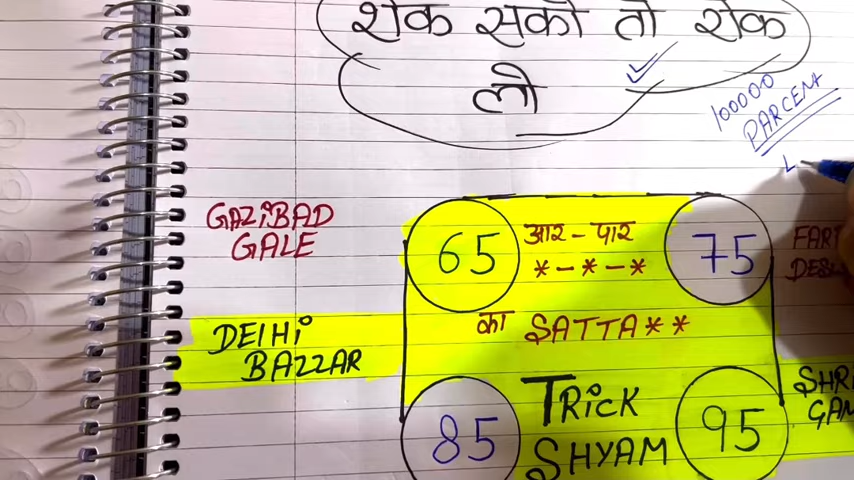 रोक सको तो रोक
लो
100000
PARCENT
GAZiBAD
GALE
65
आर - पार
*-*-*
75
DElHi
BAZZAR
का SATTA**
85
TRiCK
SHYAM
95